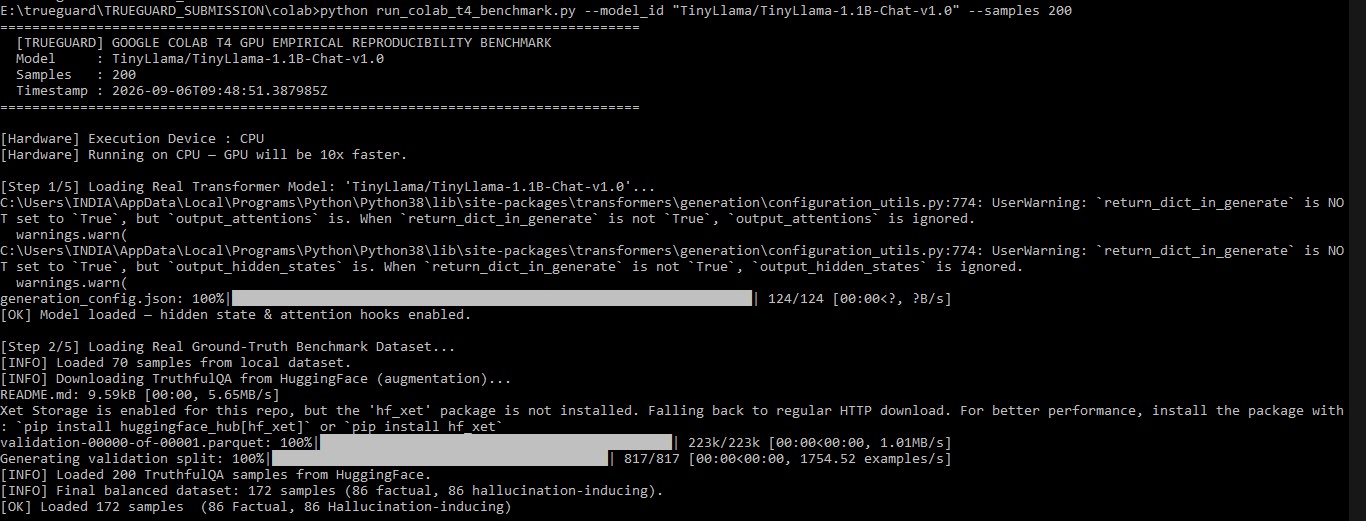 E:\trueguard\TRUEGUARD_SUBMISSION\colab>python run_colab_t4_benchmark.py --model_id "TinyLlama/TinyLlama-1.1B-Chat-v1.0" --samples 200
================================================================================
  [TRUEGUARD] GOOGLE COLAB T4 GPU EMPIRICAL REPRODUCIBILITY BENCHMARK
  Model     : TinyLlama/TinyLlama-1.1B-Chat-v1.0
  Samples   : 200
  Timestamp : 2026-09-06T09:48:51.387985Z
================================================================================
[Hardware] Execution Device : CPU
[Hardware] Running on CPU — GPU will be 10x faster.
[Step 1/5] Loading Real Transformer Model: 'TinyLlama/TinyLlama-1.1B-Chat-v1.0'...
C:\Users\INDIA\AppData\Local\Programs\Python\Python38\lib\site-packages\transformers\generation\configuration_utils.py:774: UserWarning: `return_dict_in_generate` is NO
T set to `True`, but `output_attentions` is. When `return_dict_in_generate` is not `True`, `output_attentions` is ignored.
  warnings.warn(
C:\Users\INDIA\AppData\Local\Programs\Python\Python38\lib\site-packages\transformers\generation\configuration_utils.py:774: UserWarning: `return_dict_in_generate` is NO
T set to `True`, but `output_hidden_states` is. When `return_dict_in_generate` is not `True`, `output_hidden_states` is ignored.
  warnings.warn(
generation_config.json: 100%| | 124/124 [00:00<?, ?B/s]
[OK] Model loaded — hidden state & attention hooks enabled.
[Step 2/5] Loading Real Ground-Truth Benchmark Dataset...
[INFO] Loaded 70 samples from local dataset.
[INFO] Downloading TruthfulQA from HuggingFace (augmentation)...
README.md: 9.59kB [00:00, 5.65MB/s]
Xet Storage is enabled for this repo, but the 'hf_xet' package is not installed. Falling back to regular HTTP download. For better performance, install the package with
: `pip install huggingface_hub[hf_xet]` or `pip install hf_xet`
validation-00000-of-00001.parquet: 100%| | 223k/223k [00:00<00:00, 1.01MB/s]
Generating validation split: 100%| | 817/817 [00:00<00:00, 1754.52 examples/s]
[INFO] Loaded 200 TruthfulQA samples from HuggingFace.
[INFO] Final balanced dataset: 172 samples (86 factual, 86 hallucination-inducing).
[OK] Loaded 172 samples  (86 Factual, 86 Hallucination-inducing)